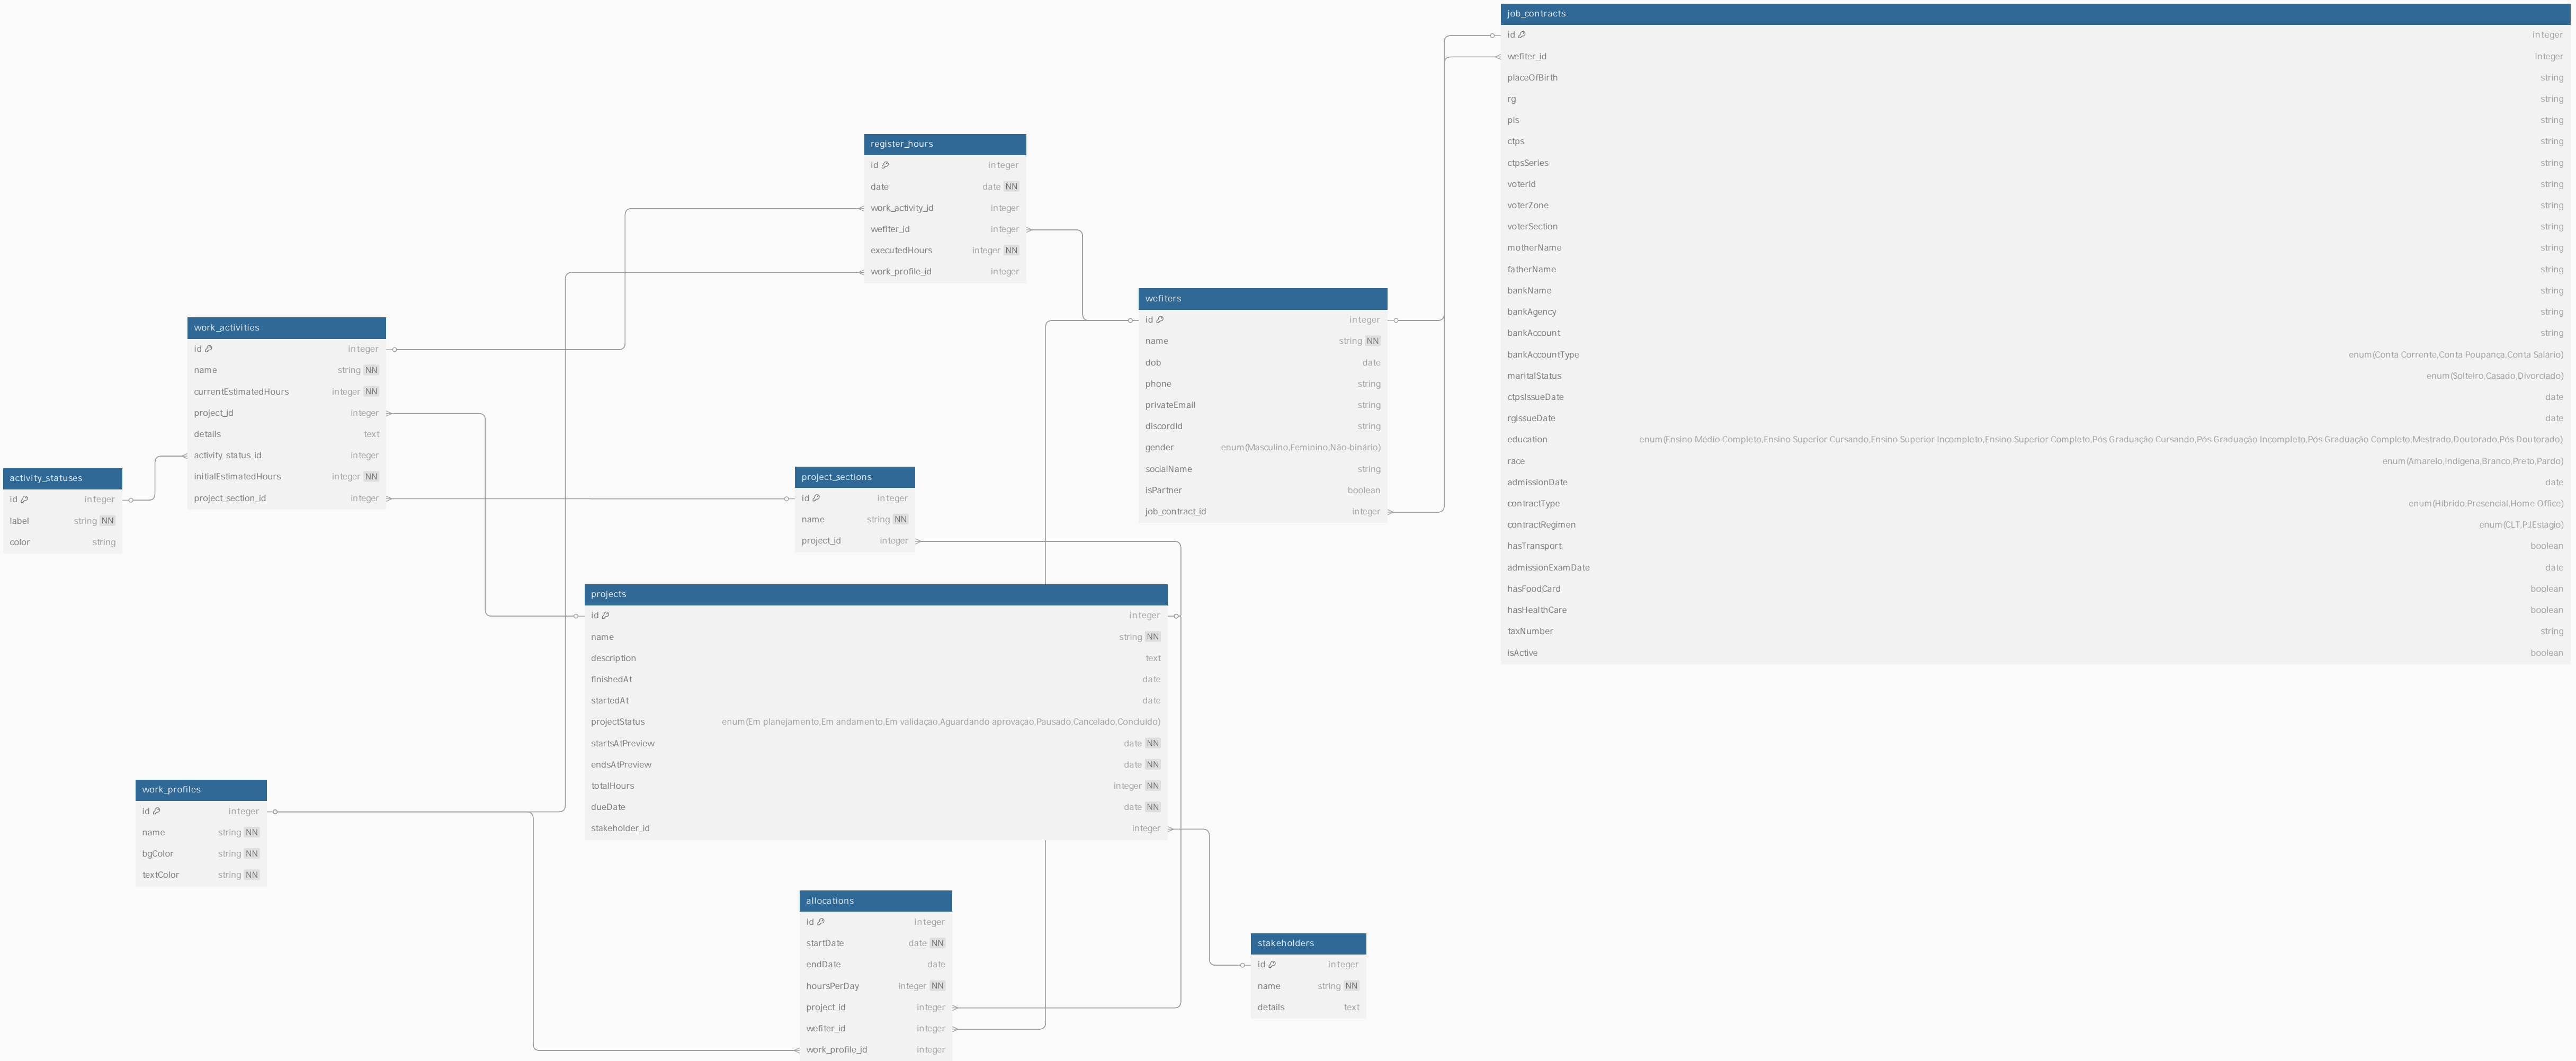 job_contracts
id integer
wefiter_id integer
placeOfBirth string
rg string
pis string
ctps string
ctpsSeries string
voterId string
voterZone string
voterSection string
motherName string
fatherName string
bankName string
bankAgency string
bankAccount string
bankAccountType enum(Conta Corrente,Conta Poupança,Conta Salário)
maritalStatus enum(Solteiro,Casado,Divorciado)
ctpsIssueDate date
rgIssueDate date
education enum(Ensino Médio Completo,Ensino Superior Cursando,Ensino Superior Incompleto,Ensino Superior Completo,Pós Graduação Cursando,Pós Graduação Incompleto,Pós Graduação Completo,Mestrado,Doutorado,Pós Doutorado)
race enum(Amarelo,Indígena,Branco,Preto,Pardo)
admissionDate date
contractType enum(Híbrido,Presencial,Home Office)
contractRegimen enum(CLT,PJ,Estágio)
hasTransport boolean
admissionExamDate date
hasFoodCard boolean
hasHealthCare boolean
taxNumber string
isActive boolean
register_hours
id integer
date date NN
work_activity_id integer
wefiter_id integer
executedHours integer NN
work_profile_id integer
wefiters
id integer
name string NN
dob date
phone string
privateEmail string
discordId string
gender enum(Masculino,Feminino,Não-binário)
socialName string
isPartner boolean
job_contract_id integer
work_activities
id integer
name string NN
currentEstimatedHours integer NN
project_id integer
details text
activity_status_id integer
initialEstimatedHours integer NN
project_section_id integer
activity_statuses
id integer
label string NN
color string
project_sections
id integer
name string NN
project_id integer
projects
id integer
name string NN
description text
finishedAt date
startedAt date
projectStatus enum(Em planejamento,Em andamento,Em validação,Aguardando aprovação,Pausado,Cancelado,Concluído)
startsAtPreview date NN
endsAtPreview date NN
totalHours integer NN
dueDate date NN
stakeholder_id integer
work_profiles
id integer
name string NN
bgColor string NN
textColor string NN
allocations
id integer
startDate date NN
endDate date
hoursPerDay integer NN
project_id integer
wefiter_id integer
work_profile_id integer
stakeholders
id integer
name string NN
details text